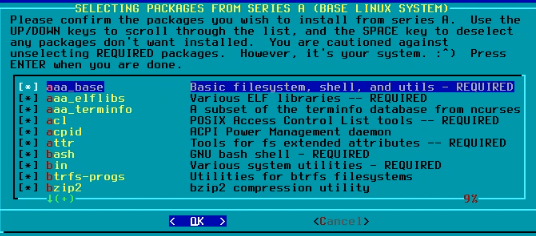 SELECTING PACKAGES FROM SERIES A (BASE LINUX SYSTEM)
Please confirm the packages you wish to install from series A. Use the
UP/DOWN keys to scroll through the list, and the SPACE key to deselect
any packages you don't want installed. You are cautioned against
unselecting REQUIRED packages. However, it's your system. :^) Press
ENTER when you are done.
[*] aaa_base Basic filesystem, shell, and utils - REQUIRED
[*] aaa_elflibs Various ELF libraries -- REQUIRED
[*] aaa_terminfo A subset of the terminfo database from ncurses
[*] acl POSIX Access Control List tools -- REQUIRED
[*] acpid ACPI Power Management daemon
[*] attr Tools for fs extended attributes -- REQUIRED
[*] bash GNU bash shell - REQUIRED
[*] bin Various system utilities - REQUIRED
[*] btrfs-progs Utilities for btrfs filesystems
[*] bzip2 bzip2 compression utility
↓(+) 9%
< OK > <Cancel>